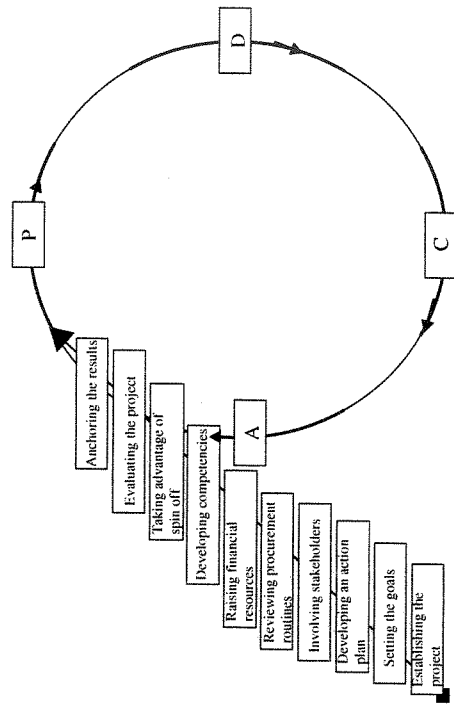 P
D
C
A
Anchoring the results
Evaluating the project
Taking advantage of
spin off
Developing competencies
Raising financial
resources
Reviewing procurement
routines
Involving stakeholders
Developing an action
plan
Setting the goals
Establishing the
project